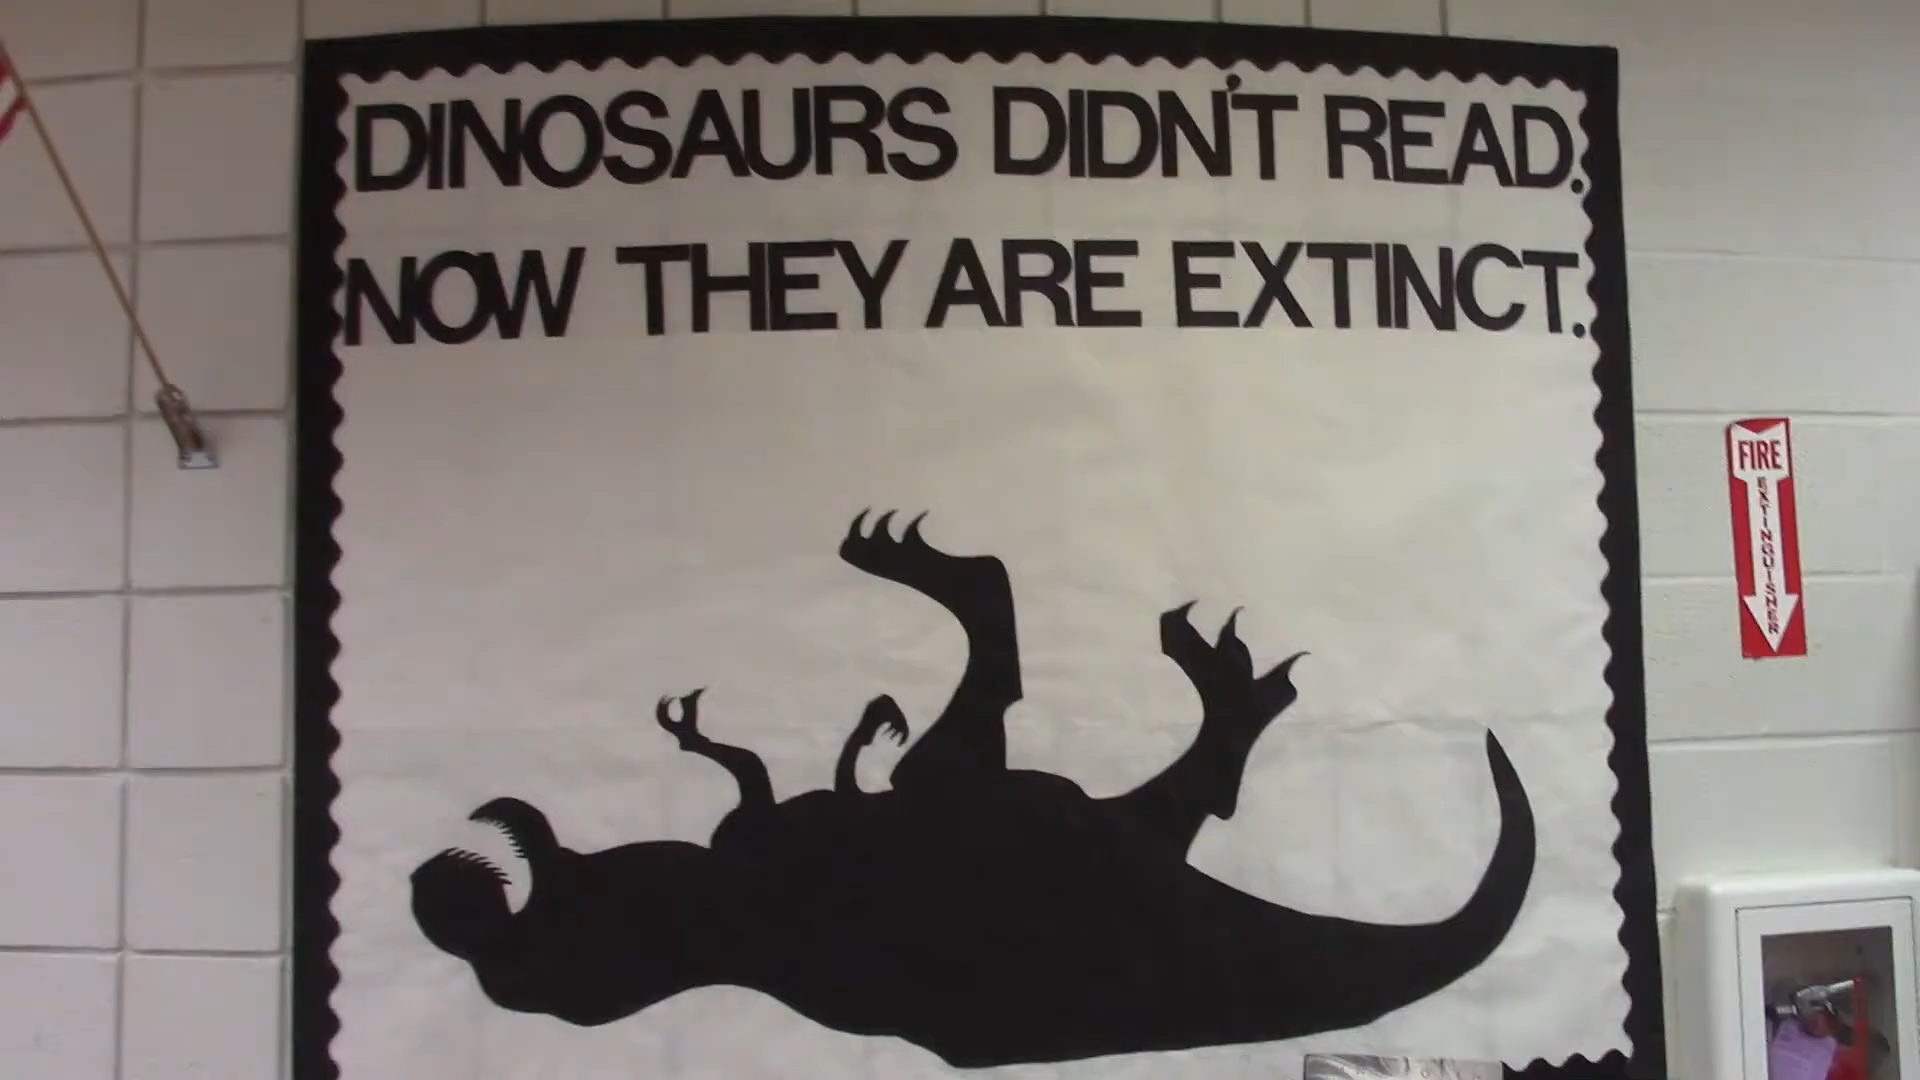 DINOSAURS DIDN'T READ.
NOW THEY ARE EXTINCT.
FIRE
EXTINGUISHER